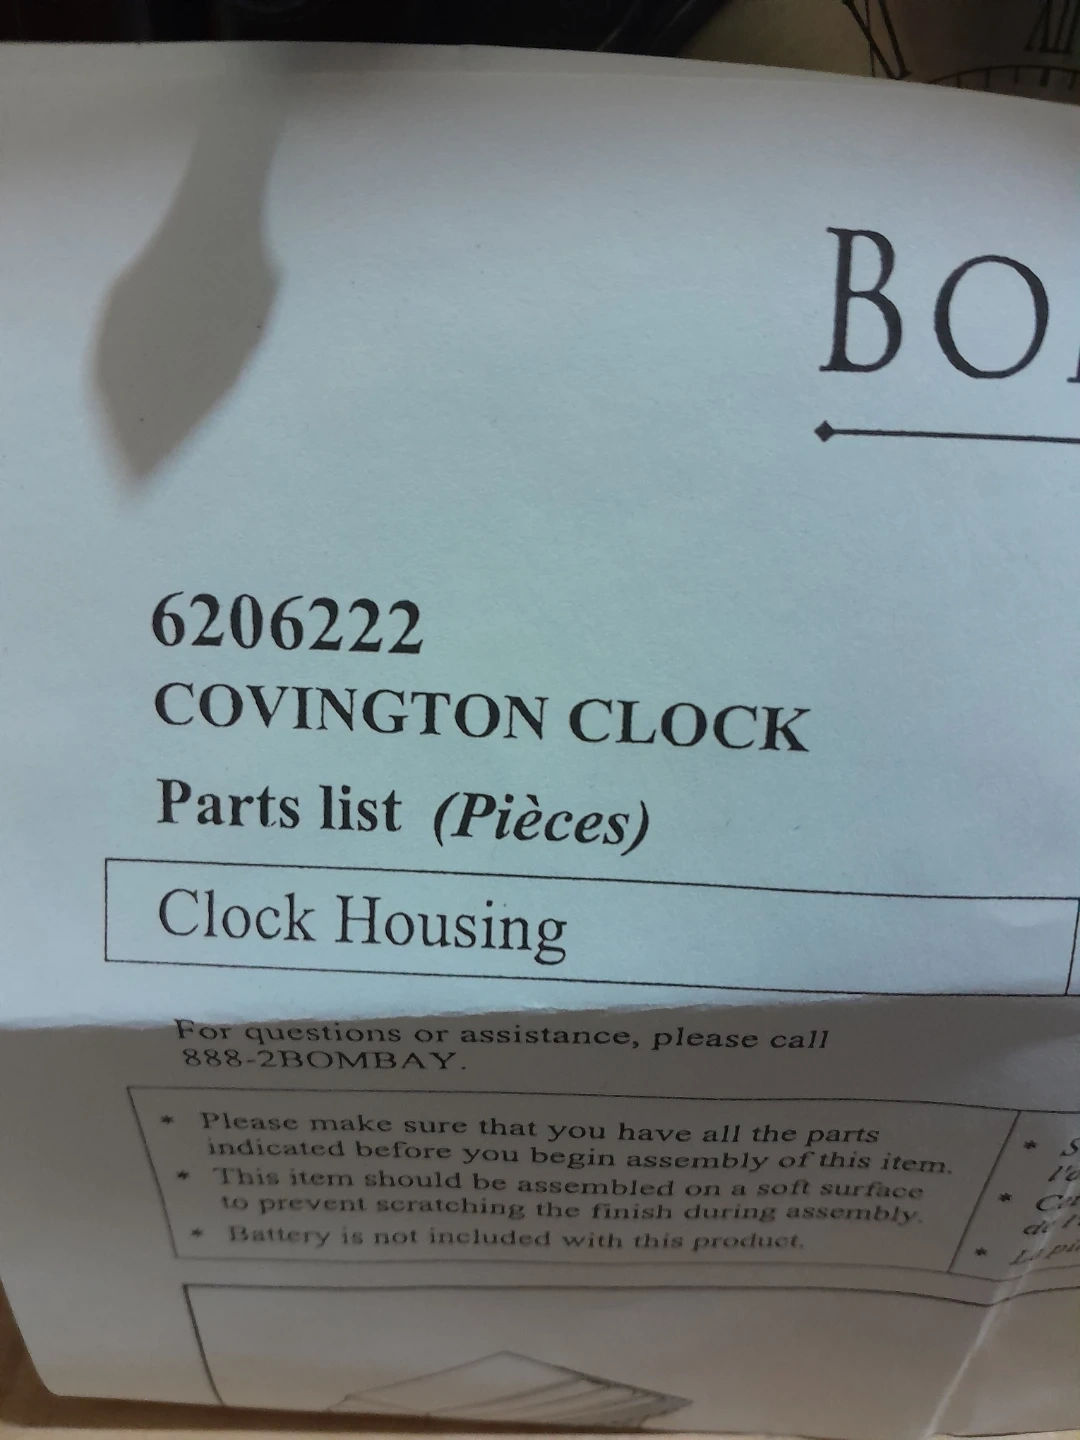 BO
6206222
COVINGTON CLOCK
Parts list (Pièces)
Clock Housing
For questions or assistance, please call
888-2BOMBAY.
* Please make sure that you have all the parts
indicated before you begin assembly of this item.
* This item should be assembled on a soft surface
to prevent scratching the finish during assembly.
* Battery is not included with this product.
* S
l'
*
de l'
*